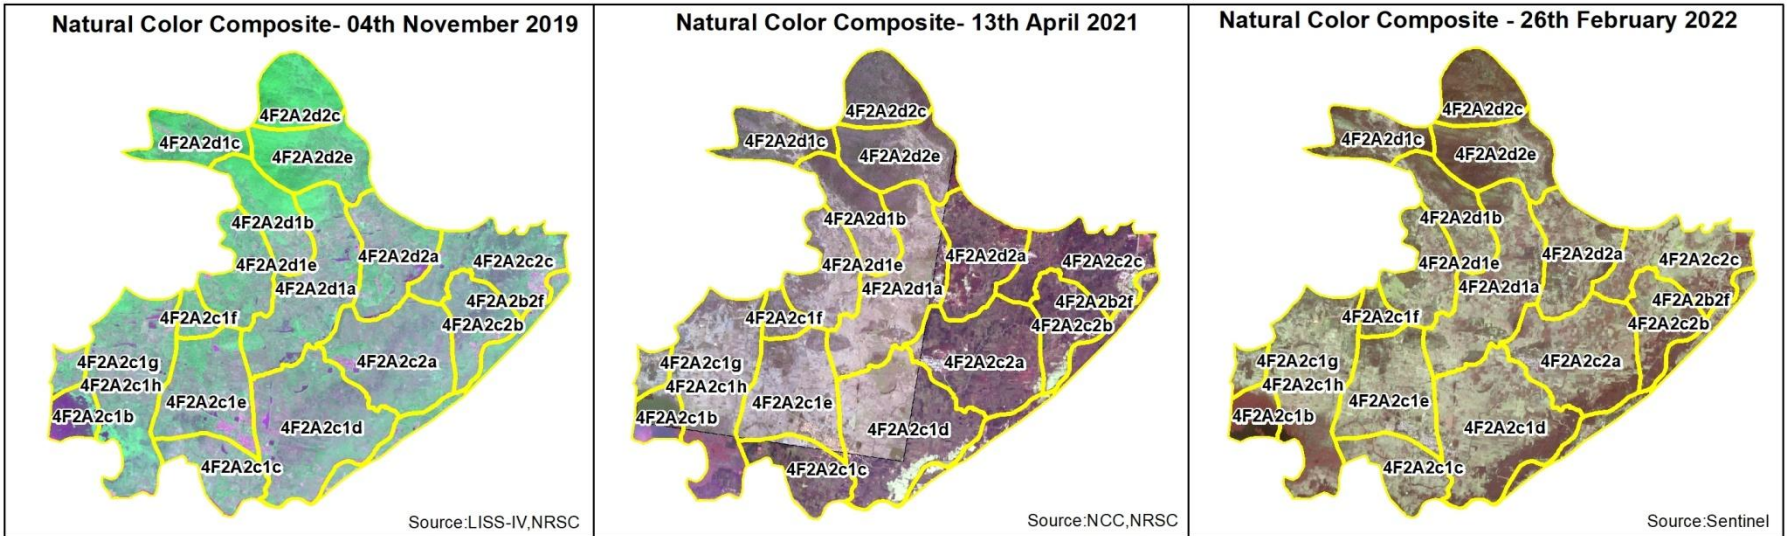 Natural Color Composite- 04th November 2019
4F2A2d2c
4F2A2d1c
4F2A2d2e
4F2A2d1b
4F2A2d1e
4F2A2d2a
4F2A2c2c
4F2A2d1a
4F2A2b2f
4F2A2c1f
4F2A2c2b
4F2A2c1g
4F2A2c2a
4F2A2c1h
4F2A2c1e
4F2A2c1b
4F2A2c1d
4F2A2c1c
Source:LISS-IV,NRSC
Natural Color Composite- 13th April 2021
4F2A2d2c
4F2A2d1c
4F2A2d2e
4F2A2d1b
4F2A2d1e
4F2A2d2a
4F2A2c2c
4F2A2d1a
4F2A2b2f
4F2A2c1f
4F2A2c2b
4F2A2c1g
4F2A2c2a
4F2A2c1h
4F2A2c1e
4F2A2c1b
4F2A2c1d
4F2A2c1c
Source:NCC,NRSC
Natural Color Composite - 26th February 2022
4F2A2d2c
4F2A2d1c
4F2A2d2e
4F2A2d1b
4F2A2d1e
4F2A2d2a
4F2A2c2c
4F2A2d1a
4F2A2b2f
4F2A2c1f
4F2A2c2b
4F2A2c1g
4F2A2c2a
4F2A2c1h
4F2A2c1e
4F2A2c1b
4F2A2c1d
4F2A2c1c
Source:Sentinel